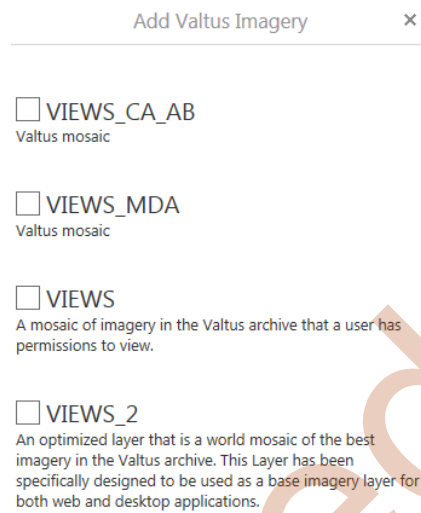 Add Valtus Imagery ×
VIEWS_CA_AB
Valtus mosaic
VIEWS_MDA
Valtus mosaic
VIEWS
A mosaic of imagery in the Valtus archive that a user has
permissions to view.
VIEWS_2
An optimized layer that is a world mosaic of the best
imagery in the Valtus archive. This Layer has been
specifically designed to be used as a base imagery layer for
both web and desktop applications.